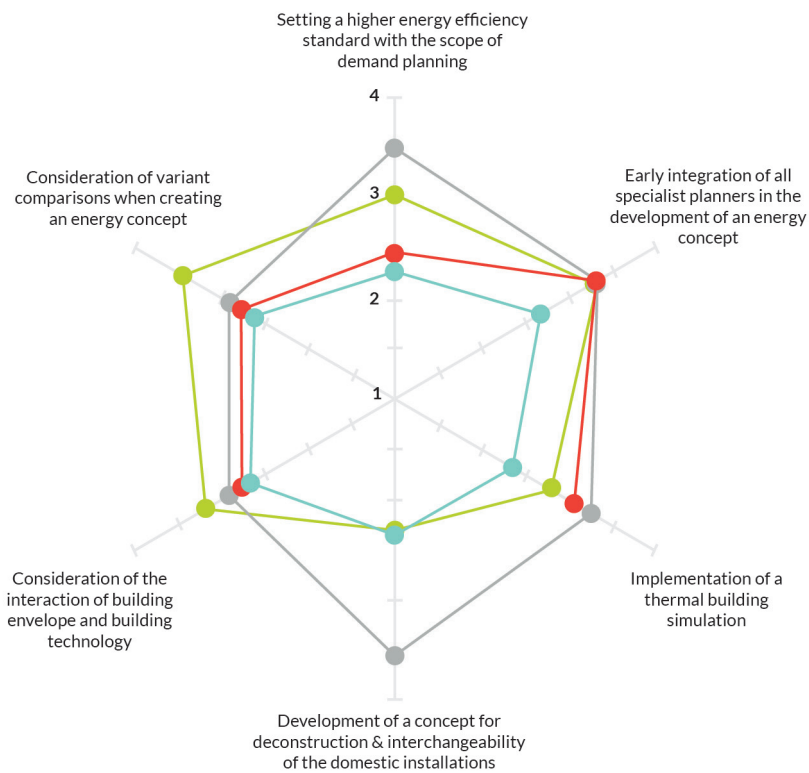 Setting a higher energy efficiency
standard with the scope of
demand planning
4
Consideration of variant
comparisons when creating
an energy concept
Early integration of all
specialist planners in the
development of an energy
concept
3
2
1
Consideration of the
interaction of building
envelope and building
technology
Implementation of a
thermal building
simulation
Development of a concept for
deconstruction & interchangeability
of the domestic installations